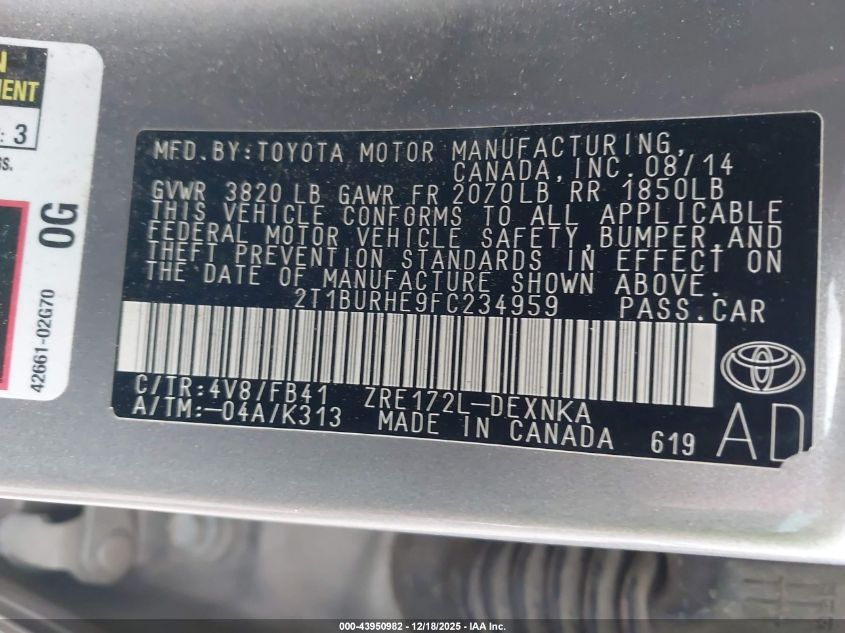 N
MENT
: 3
GS.
0G
42661-02G70
MFD.BY:TOYOTA MOTOR MANUFACTURING,
CANADA,INC.08/14
GVWR 3820 LB GAWR FR 2070LB RR 1850LB
THIS VEHICLE CONFORMS TO ALL APPLICABLE
FEDERAL MOTOR VEHICLE SAFETY,BUMPER,AND
THEFT PREVENTION STANDARDS IN EFFECT ON
THE DATE OF MANUFACTURE SHOWN ABOVE.
2T1BURHE9FC234959 PASS.CAR
C/TR:4V8/FB41 ZRE172L-DEXNKA
A/TM:-04A/K313 MADE IN CANADA 619
AD
000-43950982 - 12/18/2025 - IAA Inc.